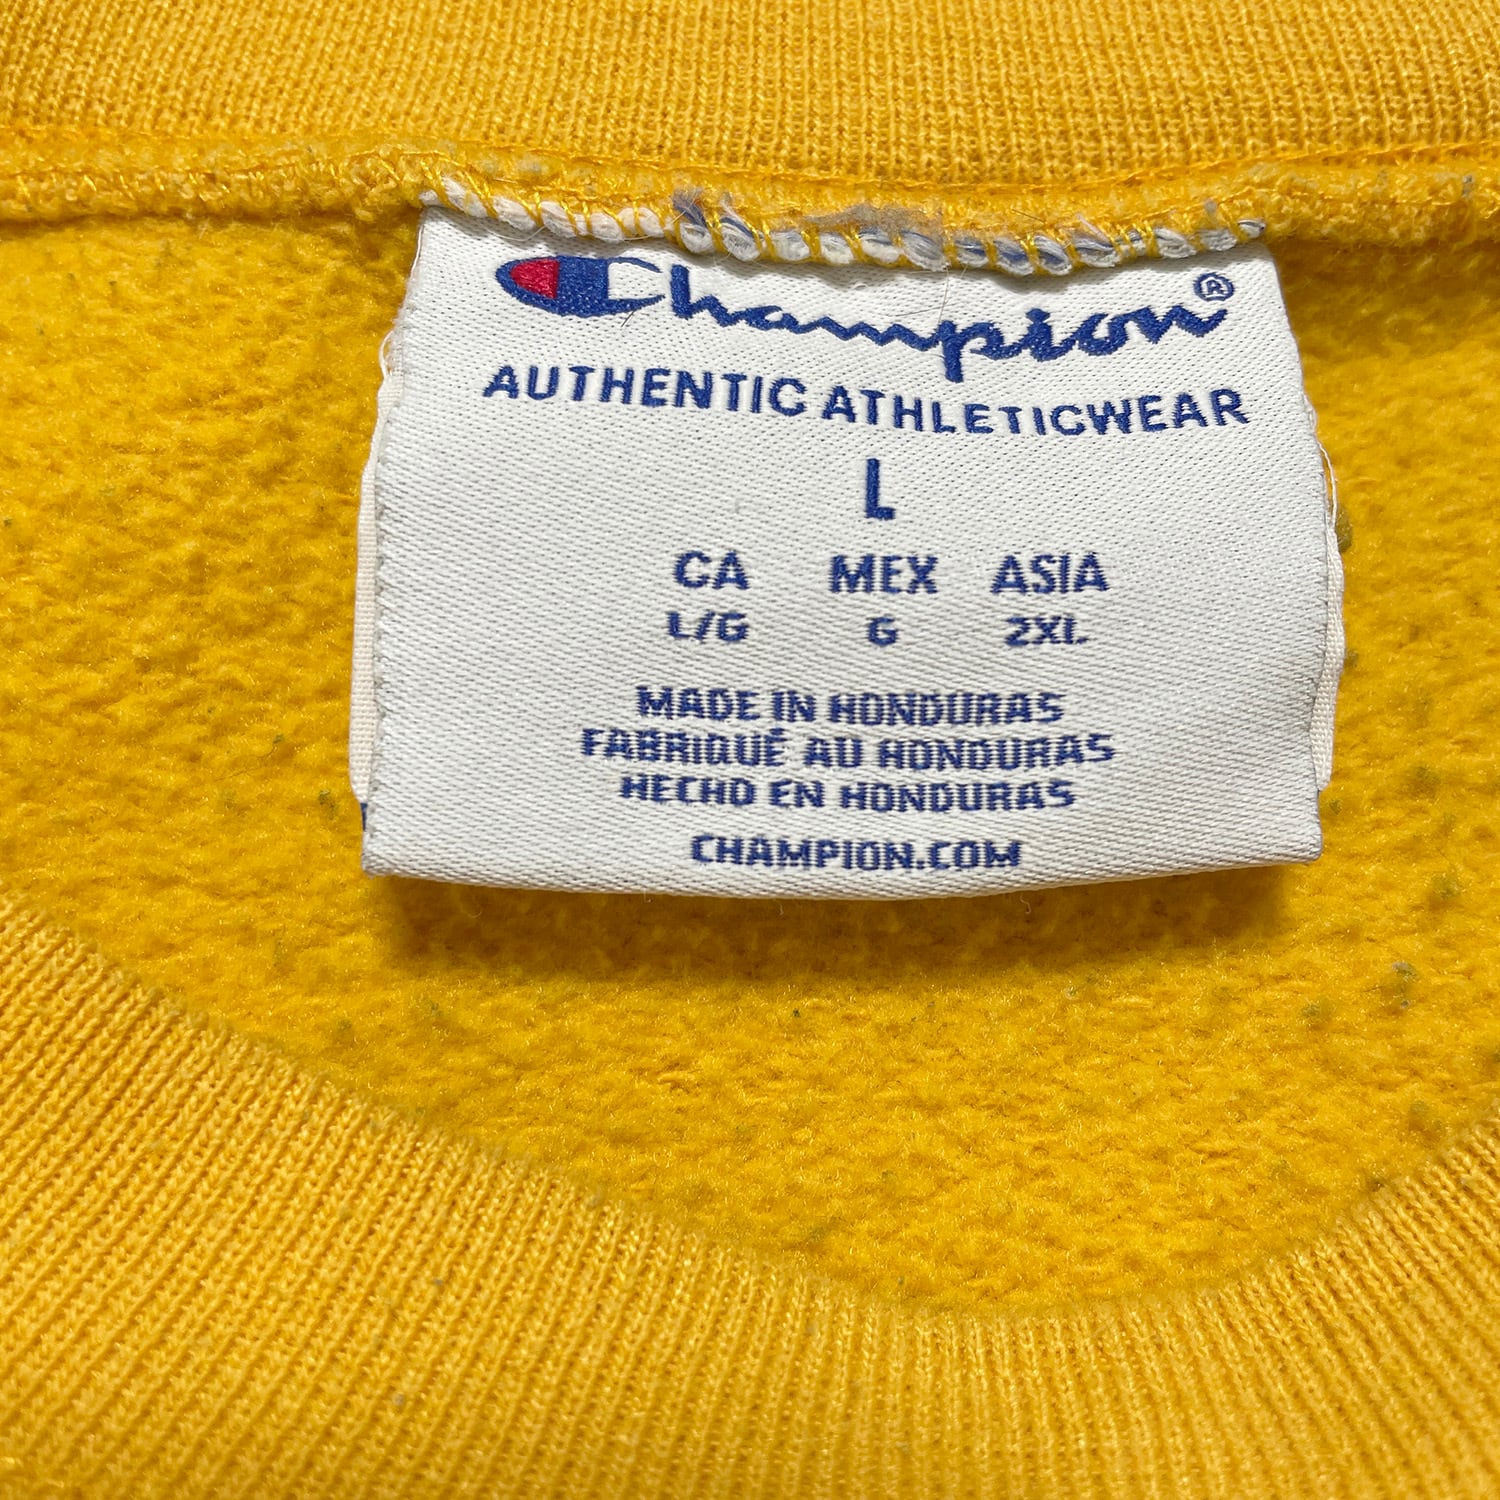 Champion®
AUTHENTIC ATHLETICWEAR
L
CA MEX ASIA
L/G G 2XL
MADE IN HONDURAS
FABRIQUÉ AU HONDURAS
HECHO EN HONDURAS
CHAMPION.COM